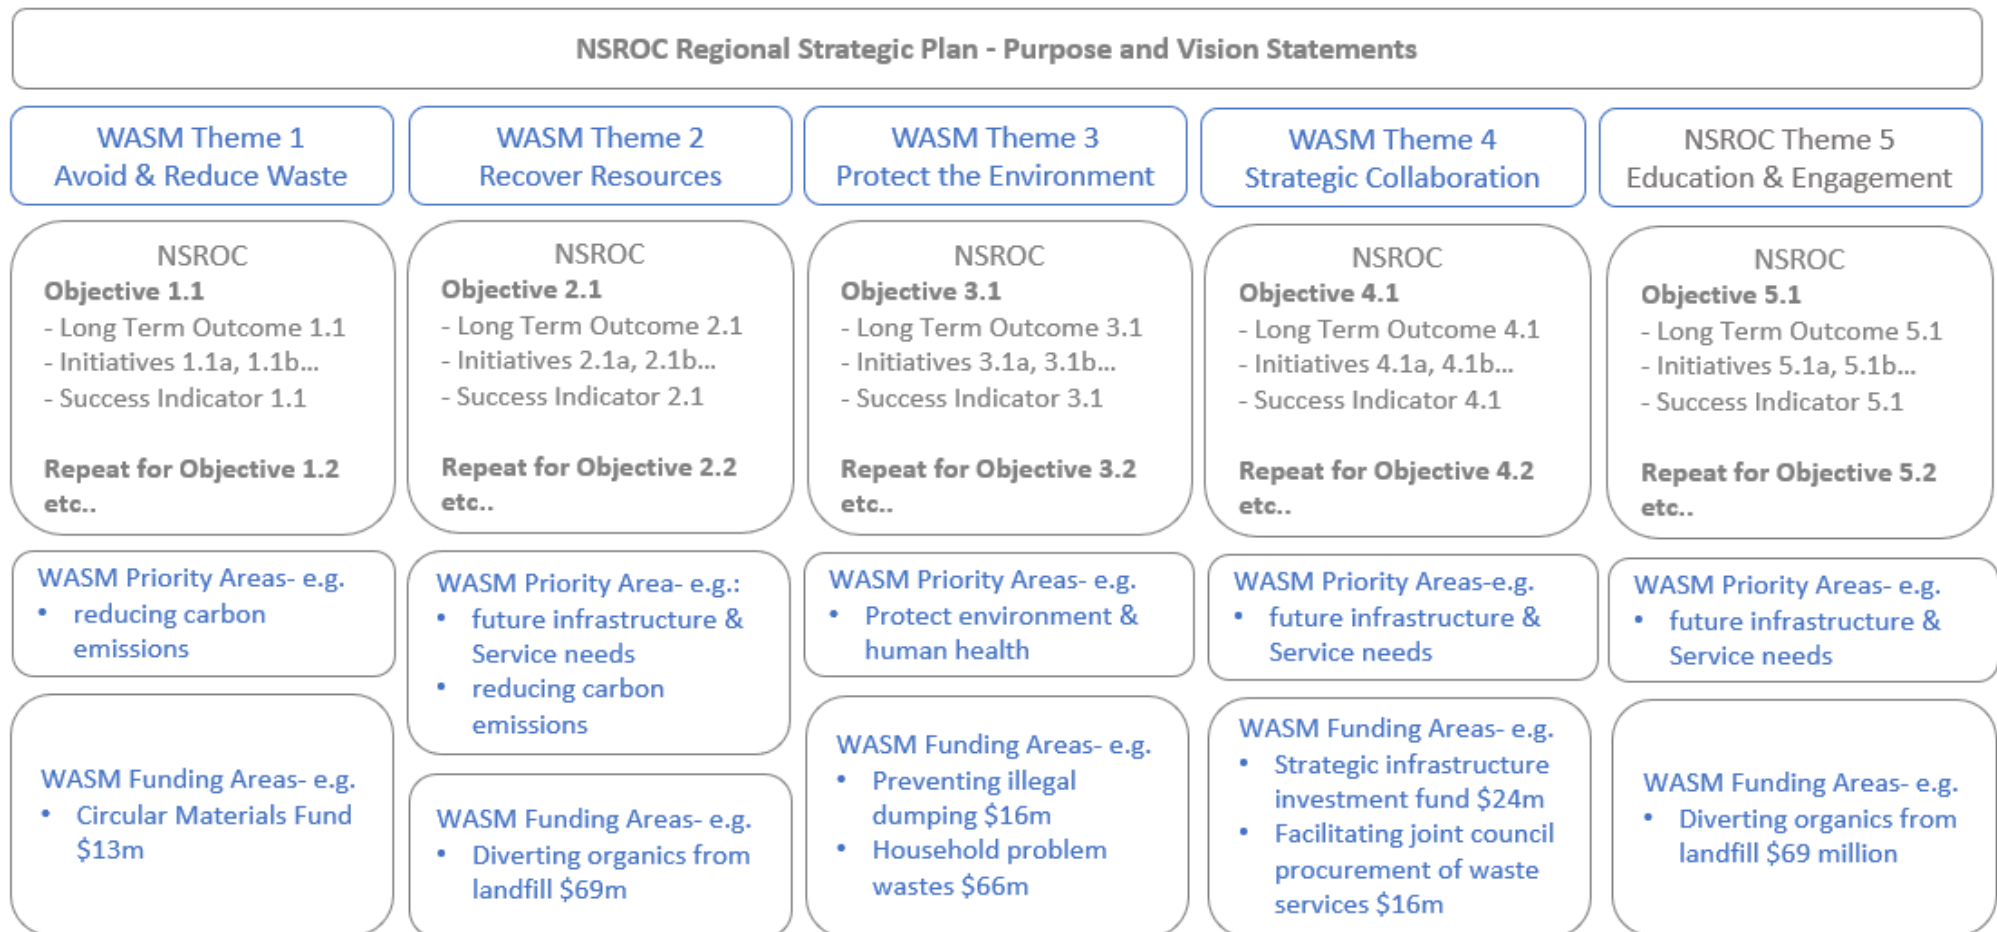 NSROC Regional Strategic Plan - Purpose and Vision Statements
WASM Theme 1
Avoid & Reduce Waste
WASM Theme 2
Recover Resources
WASM Theme 3
Protect the Environment
WASM Theme 4
Strategic Collaboration
NSROC Theme 5
Education & Engagement
NSROC
Objective 1.1
- Long Term Outcome 1.1
- Initiatives 1.1a, 1.1b...
- Success Indicator 1.1
Repeat for Objective 1.2
etc..
NSROC
Objective 2.1
- Long Term Outcome 2.1
- Initiatives 2.1a, 2.1b...
- Success Indicator 2.1
Repeat for Objective 2.2
etc..
NSROC
Objective 3.1
- Long Term Outcome 3.1
- Initiatives 3.1a, 3.1b...
- Success Indicator 3.1
Repeat for Objective 3.2
etc..
NSROC
Objective 4.1
- Long Term Outcome 4.1
- Initiatives 4.1a, 4.1b...
- Success Indicator 4.1
Repeat for Objective 4.2
etc..
NSROC
Objective 5.1
- Long Term Outcome 5.1
- Initiatives 5.1a, 5.1b...
- Success Indicator 5.1
Repeat for Objective 5.2
etc..
WASM Priority Areas- e.g.
• reducing carbon
emissions
WASM Priority Area- e.g.:
• future infrastructure &
Service needs
• reducing carbon
emissions
WASM Priority Areas- e.g.
• Protect environment &
human health
WASM Priority Areas-e.g.
• future infrastructure &
Service needs
WASM Priority Areas- e.g.
• future infrastructure &
Service needs
WASM Funding Areas- e.g.
• Circular Materials Fund
$13m
WASM Funding Areas- e.g.
• Diverting organics from
landfill $69m
WASM Funding Areas- e.g.
• Preventing illegal
dumping $16m
• Household problem
wastes $66m
WASM Funding Areas- e.g.
• Strategic infrastructure
investment fund $24m
• Facilitating joint council
procurement of waste
services $16m
WASM Funding Areas- e.g.
• Diverting organics from
landfill $69 million